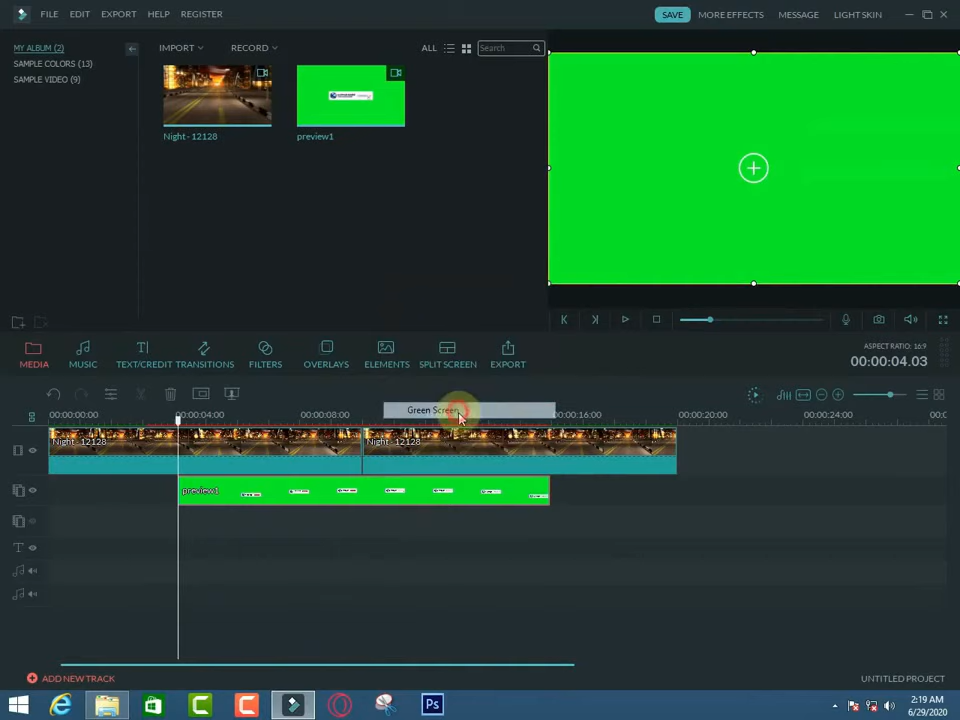 FILE EDIT EXPORT HELP REGISTER SAVE MORE EFFECTS MESSAGE LIGHT SKIN
MY ALBUM (2)
SAMPLE COLORS (13)
SAMPLE VIDEO (9)
IMPORT RECORD ALL Search
Night - 12128 preview1
MEDIA MUSIC TEXT/CREDIT TRANSITIONS FILTERS OVERLAYS ELEMENTS SPLIT SCREEN EXPORT
ASPECT RATIO: 16:9
00:00:04.03
Green Screen
00:00:00:00 00:00:04:00 00:00:08:00 00:00:16:00 00:00:20:00 00:00:24:00
Night - 12128 Night - 12128
preview1
ADD NEW TRACK UNTITLED PROJECT
Ps
2:19 AM
6/29/2020